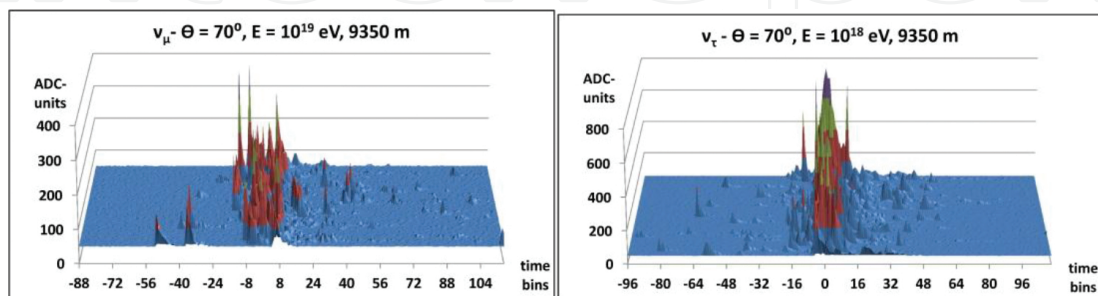 νμ- Θ = 70⁰, E = 10¹⁹ eV, 9350 m
ADC-
units
400
300
200
100
0
-88 -72 -56 -40 -24 -8 8 24 40 56 72 88 104
time
bins
ντ - Θ = 70⁰, E = 10¹⁸ eV, 9350 m
ADC-
units
800
600
400
200
0
-96 -80 -64 -48 -32 -16 0 16 32 48 64 80 96
time
bins